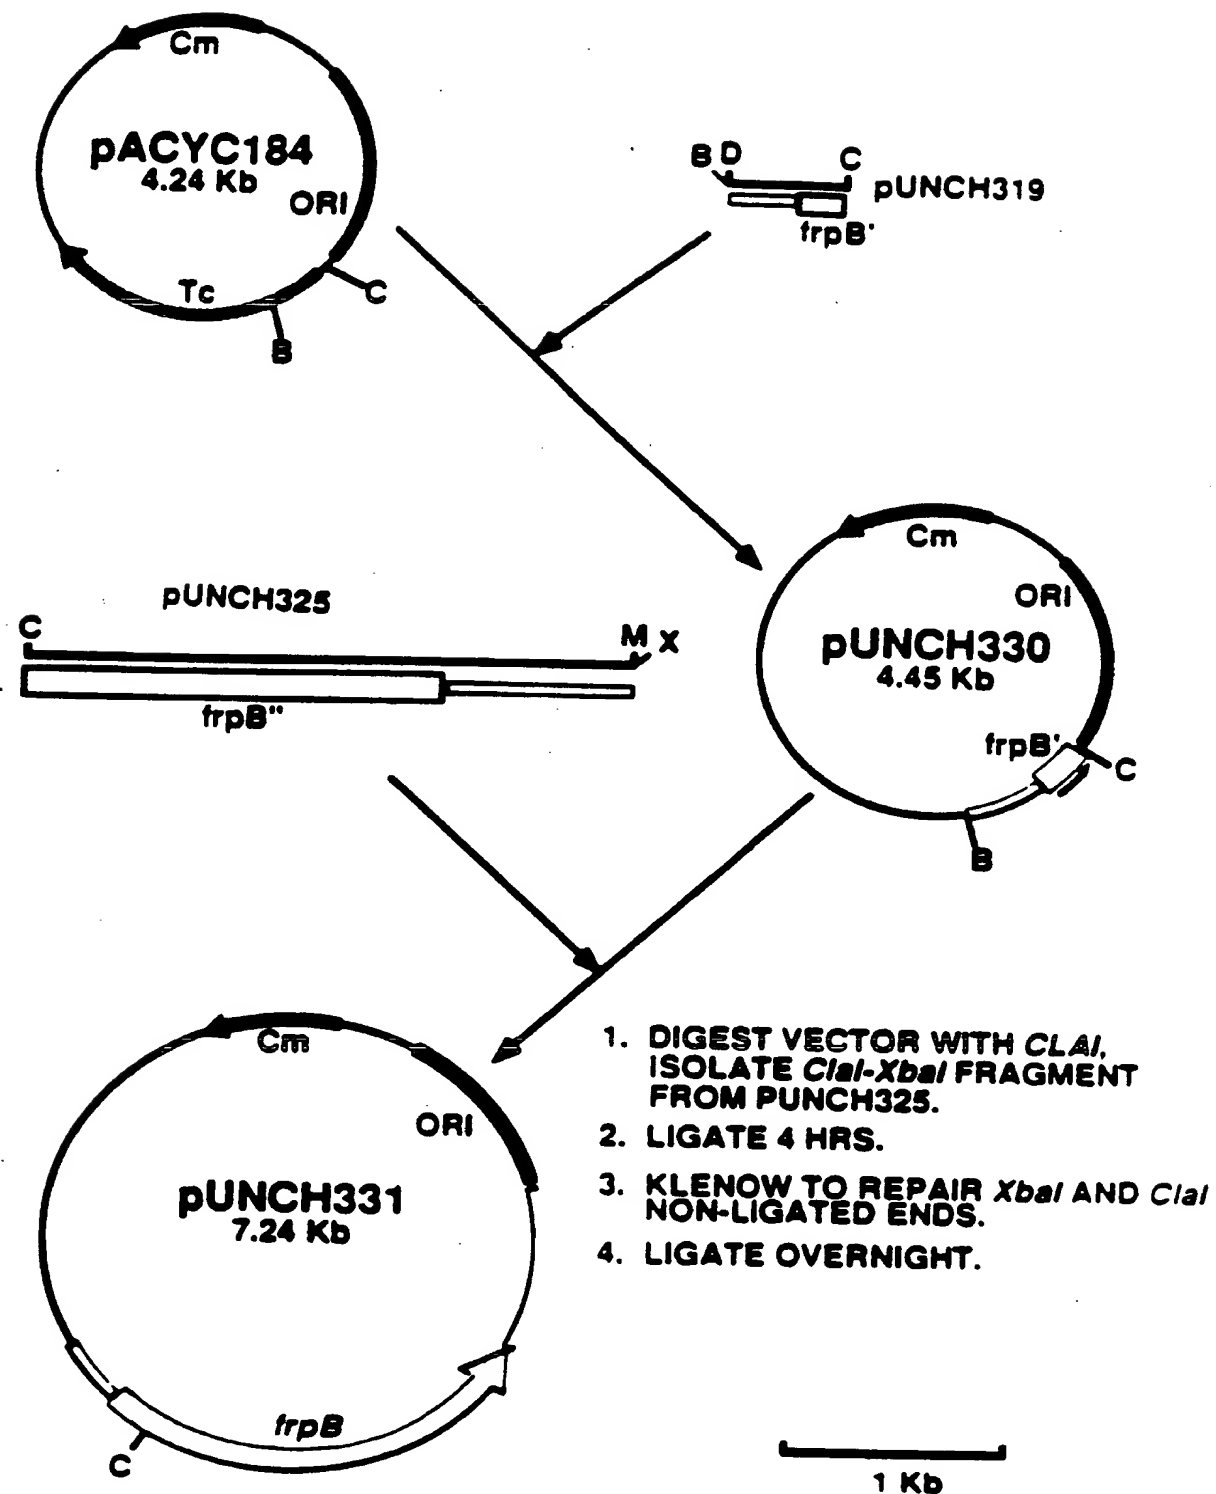 Cm
pACYC184
4.24 Kb
ORI
Tc
C
B
B D C
pUNCH319
frpB'
pUNCH325
C
M X
frpB"
Cm
ORI
pUNCH330
4.45 Kb
frpB'
C
B
Cm
ORI
pUNCH331
7.24 Kb
frpB
C
1. DIGEST VECTOR WITH CLAI,
ISOLATE ClaI-XbaI FRAGMENT
FROM PUNCH325.
2. LIGATE 4 HRS.
3. KLENOW TO REPAIR XbaI AND ClaI
NON-LIGATED ENDS.
4. LIGATE OVERNIGHT.
1 Kb